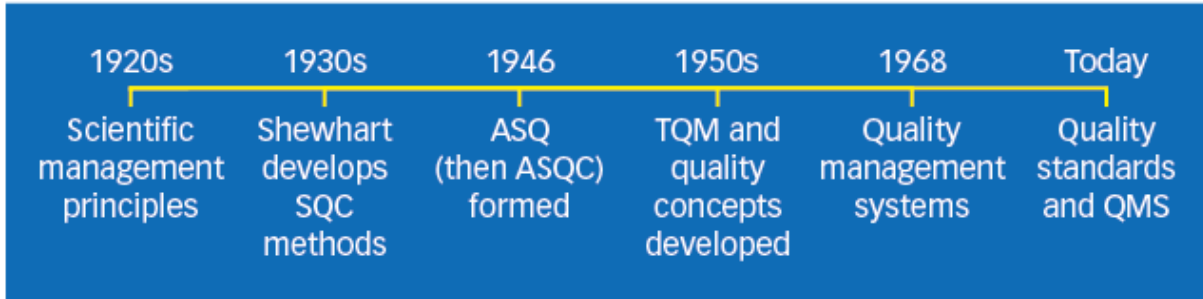 1920s
Scientific
management
principles
1930s
Shewhart
develops
SQC
methods
1946
ASQ
(then ASQC)
formed
1950s
TQM and
quality
concepts
developed
1968
Quality
management
systems
Today
Quality
standards
and QMS